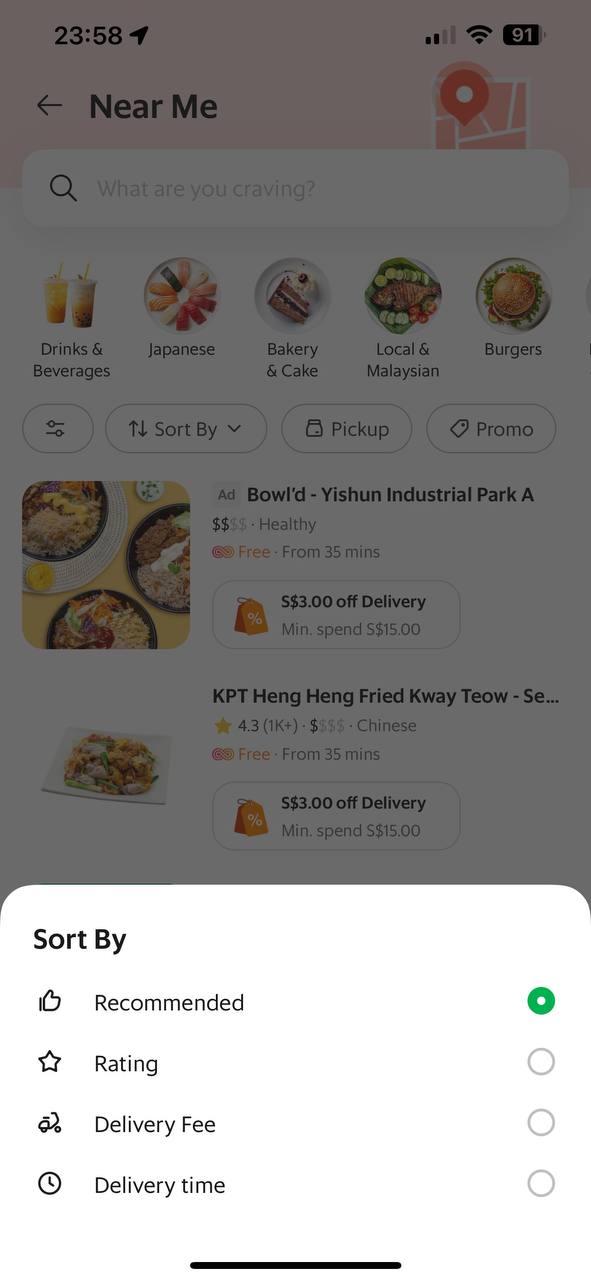 23:58
91
Near Me
What are you craving?
Drinks &
Beverages
Japanese
Bakery
& Cake
Local &
Malaysian
Burgers
Sort By
Pickup
Promo
Ad Bowl'd - Yishun Industrial Park A
$$$$ · Healthy
Free · From 35 mins
% S$3.00 off Delivery
Min. spend S$15.00
KPT Heng Heng Fried Kway Teow - Se...
4.3 (1K+) · $$$$ · Chinese
Free · From 35 mins
% S$3.00 off Delivery
Min. spend S$15.00
Sort By
Recommended
Rating
Delivery Fee
Delivery time